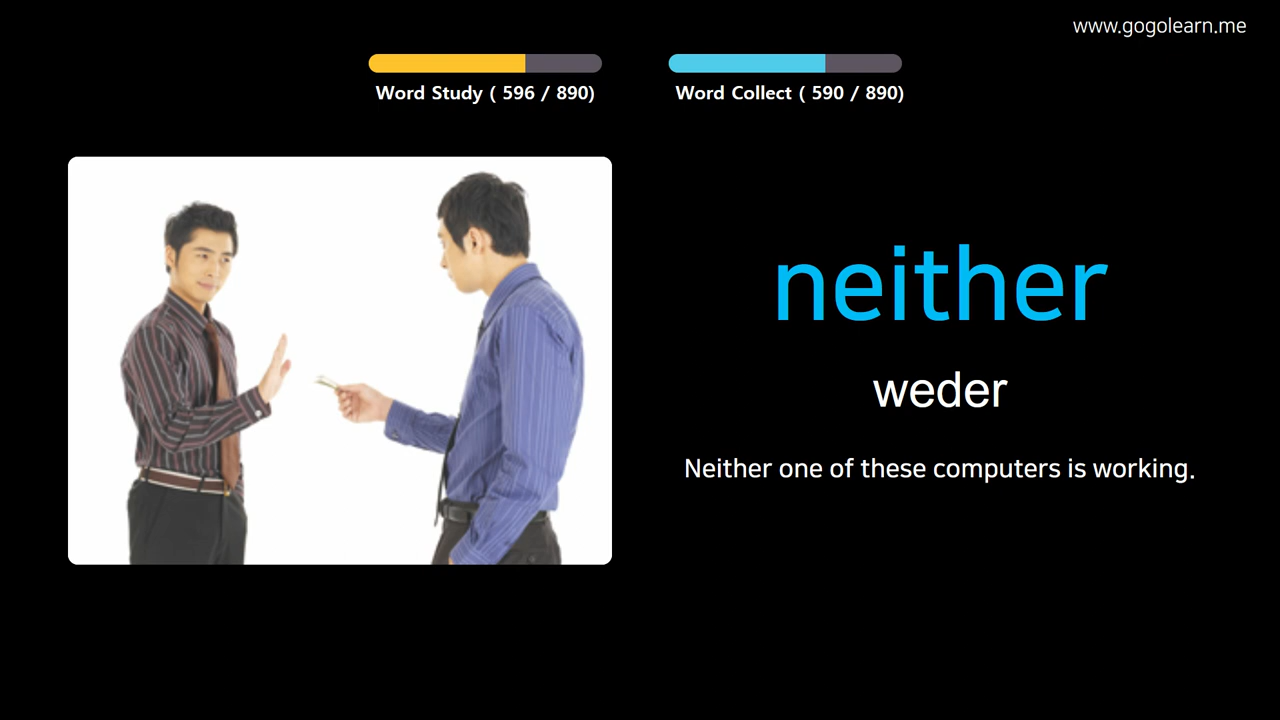 www.gogolearn.me
Word Study ( 596 / 890)
Word Collect ( 590 / 890)
neither
weder
Neither one of these computers is working.